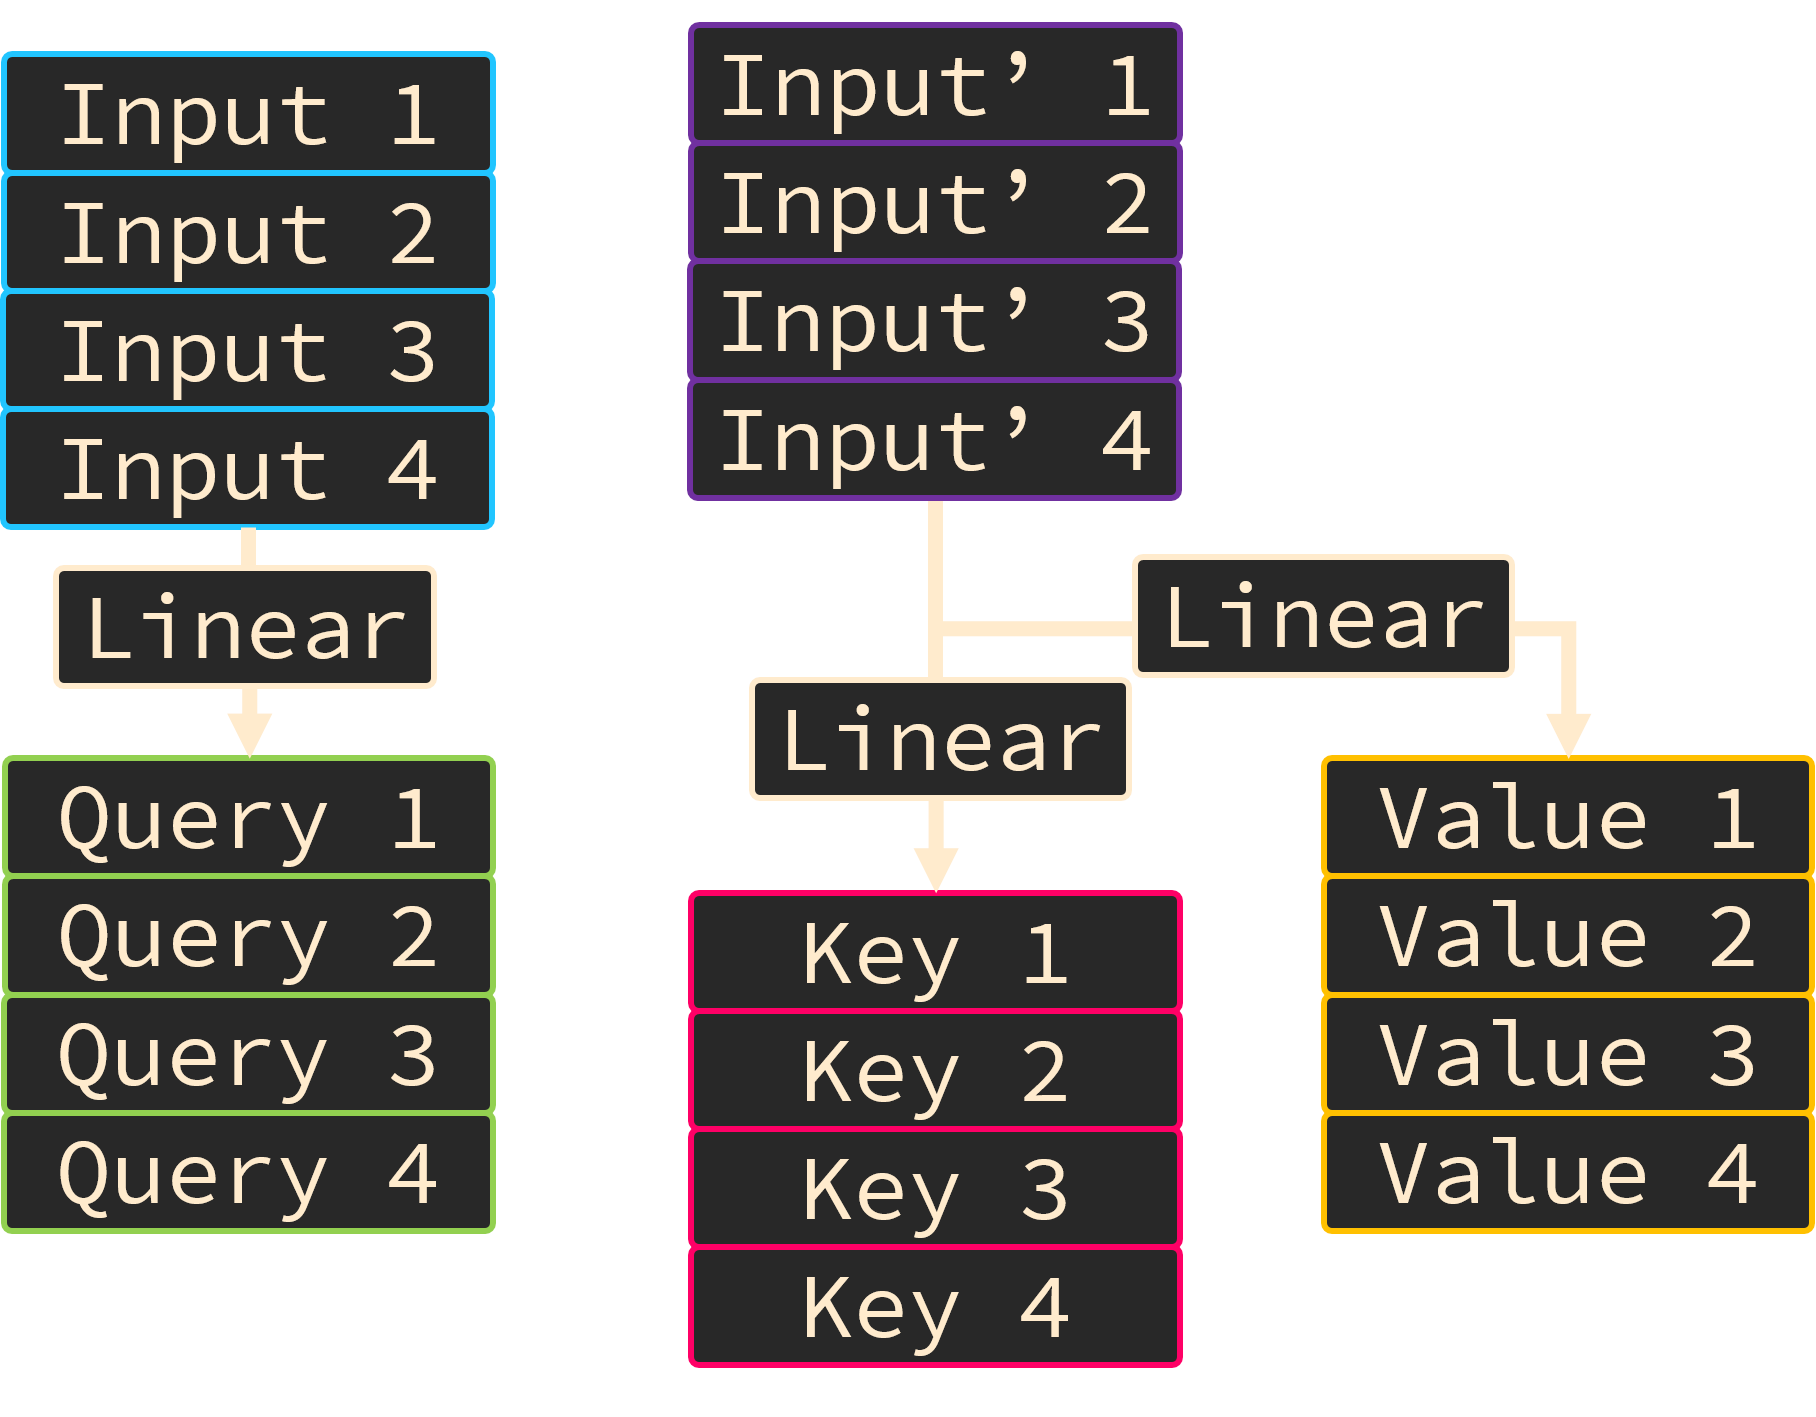 Input 1
Input 2
Input 3
Input 4
Linear
Query 1
Query 2
Query 3
Query 4
Input’ 1
Input’ 2
Input’ 3
Input’ 4
Linear
Linear
Key 1
Key 2
Key 3
Key 4
Value 1
Value 2
Value 3
Value 4